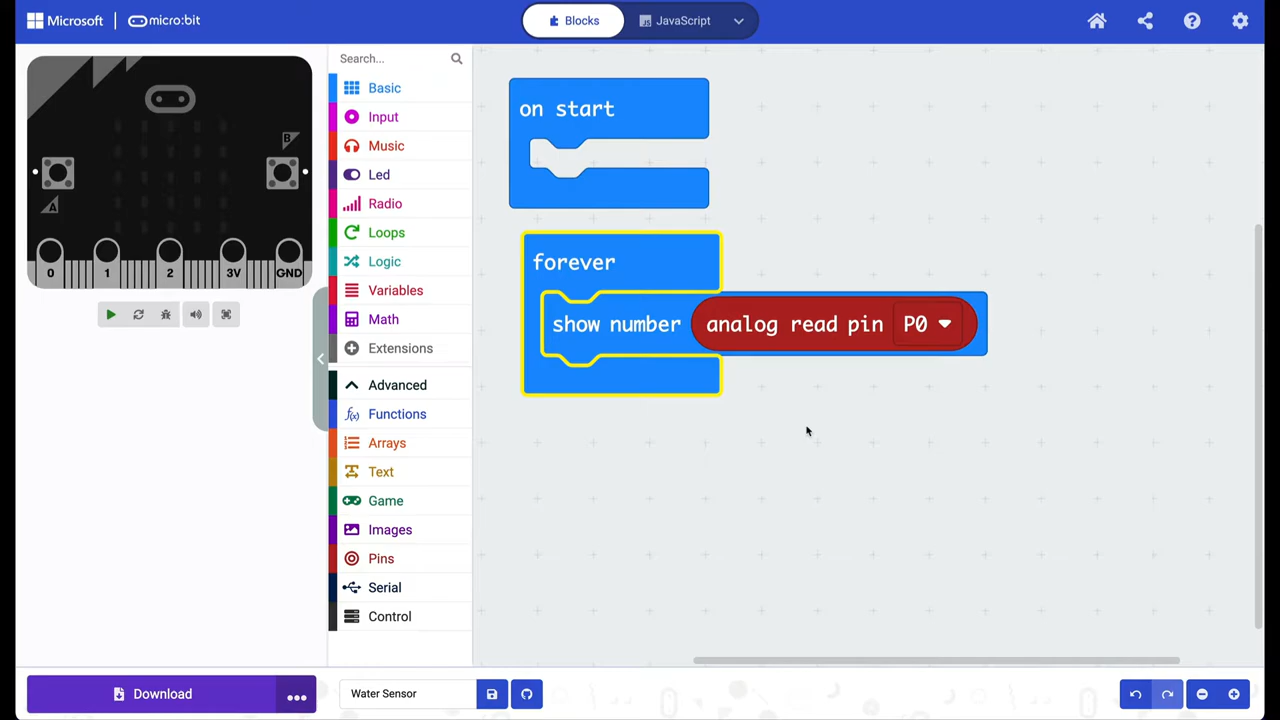 Microsoft
micro:bit
Blocks
JavaScript
B
A
0
1
2
3V
GND
Search...
Basic
Input
Music
Led
Radio
Loops
Logic
Variables
Math
Extensions
Advanced
Functions
Arrays
Text
Game
Images
Pins
Serial
Control
on start
forever
show number analog read pin P0
Download
Water Sensor